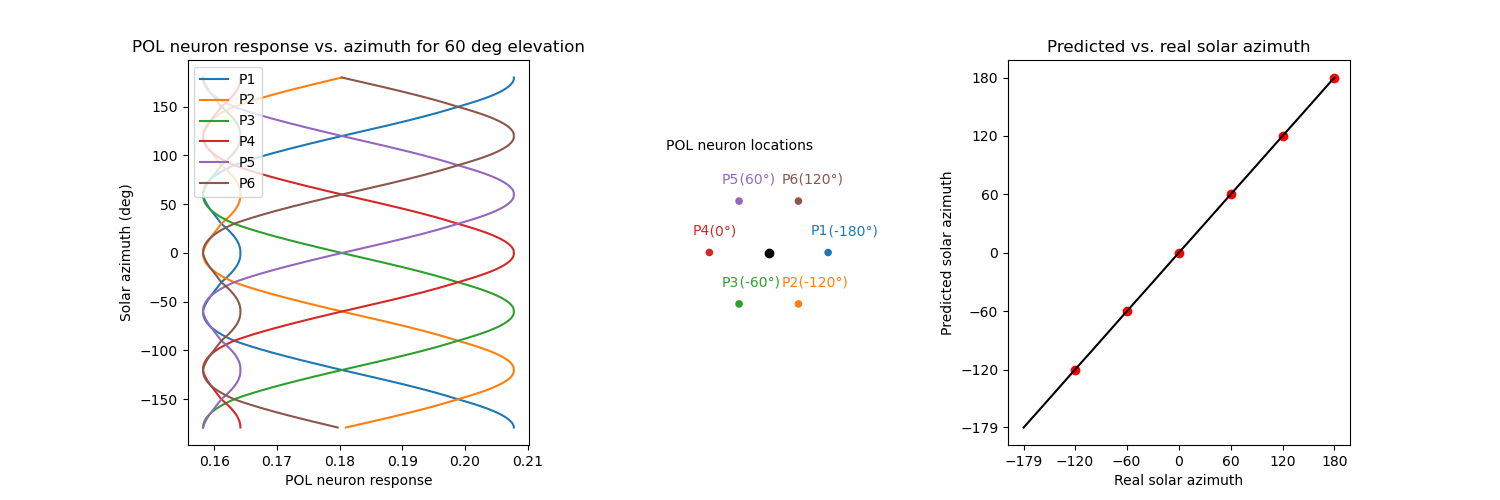 POL neuron response vs. azimuth for 60 deg elevation
P1
P2
P3
P4
P5
P6
150
100
50
0
−50
−100
−150
Solar azimuth (deg)
0.16 0.17 0.18 0.19 0.20 0.21
POL neuron response
POL neuron locations
P5(60°) P6(120°)
P4(0°) P1(-180°)
P3(-60°) P2(-120°)
Predicted vs. real solar azimuth
180
120
60
0
−60
−120
−179
Predicted solar azimuth
−179 −120 −60 0 60 120 180
Real solar azimuth